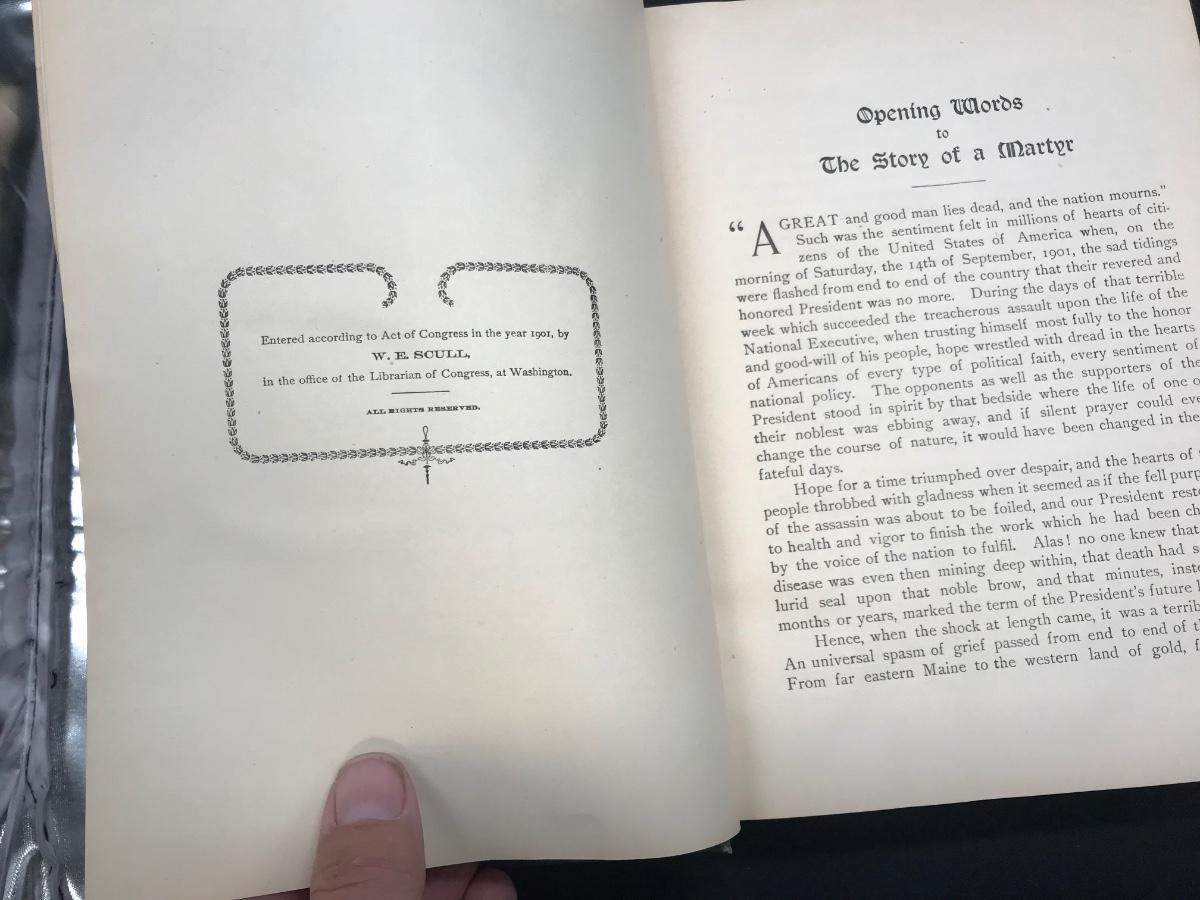 Entered according to Act of Congress in the year 1901, by
W. E. SCULL,
in the office of the Librarian of Congress, at Washington.
ALL RIGHTS RESERVED.
Opening Words
to
The Story of a Martyr
“A GREAT and good man lies dead, and the nation mourns.”
Such was the sentiment felt in millions of hearts of citi-
zens of the United States of America when, on the
morning of Saturday, the 14th of September, 1901, the sad tidings
were flashed from end to end of the country that their revered and
honored President was no more. During the days of that terrible
week which succeeded the treacherous assault upon the life of the
National Executive, when trusting himself most fully to the honor
and good-will of his people, hope wrestled with dread in the hearts
of Americans of every type of political faith, every sentiment of
national policy. The opponents as well as the supporters of the
President stood in spirit by that bedside where the life of one of
their noblest was ebbing away, and if silent prayer could eve
change the course of nature, it would have been changed in the
fateful days.
Hope for a time triumphed over despair, and the hearts of
people throbbed with gladness when it seemed as if the fell purp
of the assassin was about to be foiled, and our President rest
to health and vigor to finish the work which he had been ch
by the voice of the nation to fulfil. Alas! no one knew that
disease was even then mining deep within, that death had s
lurid seal upon that noble brow, and that minutes, inste
months or years, marked the term of the President's future
Hence, when the shock at length came, it was a terrib
An universal spasm of grief passed from end to end of th
From far eastern Maine to the western land of gold, f